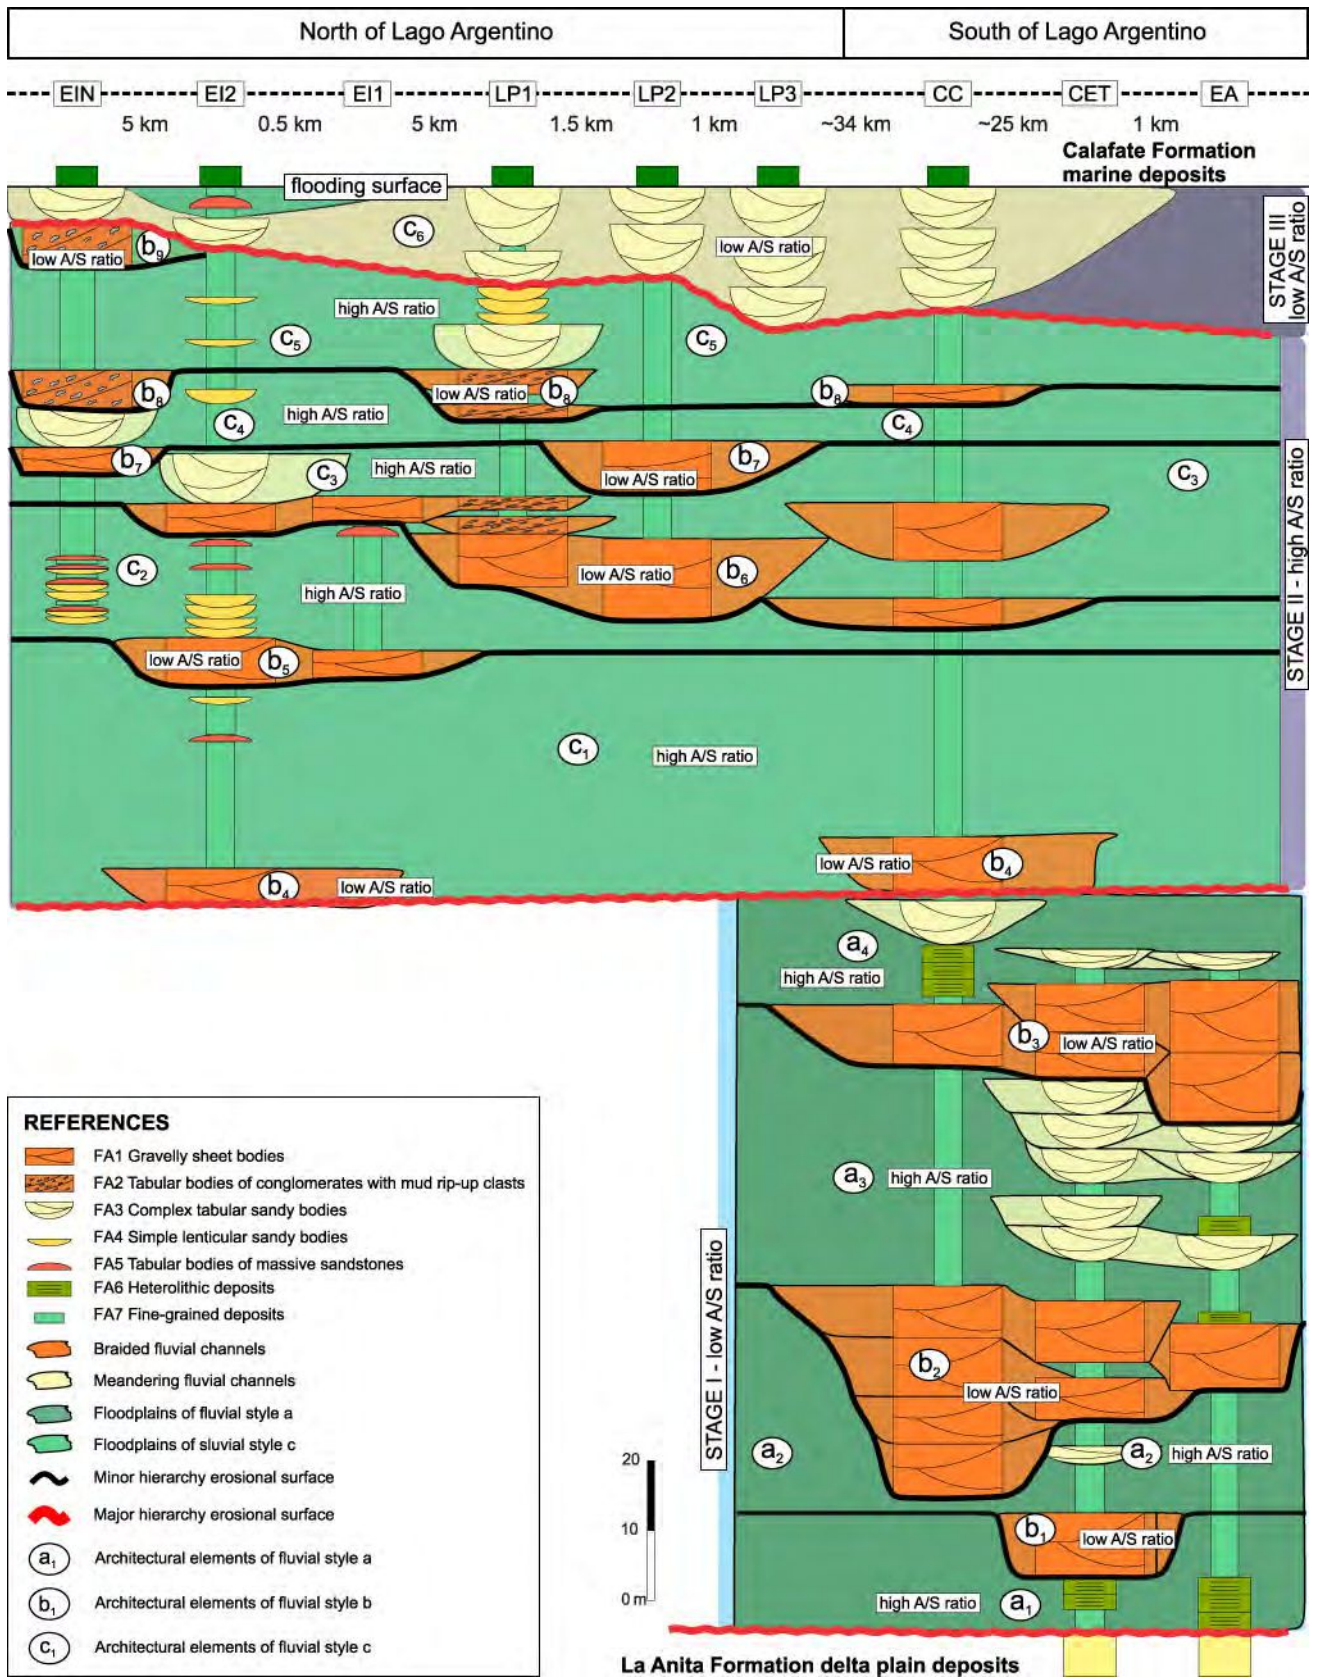 North of Lago Argentino
South of Lago Argentino
EIN
EI2
EI1
LP1
LP2
LP3
CC
CET
EA
5 km
0.5 km
5 km
1.5 km
1 km
~34 km
~25 km
1 km
Calafate Formation
marine deposits
flooding surface
c6
low A/S ratio
STAGE III
low A/S ratio
b9
low A/S ratio
high A/S ratio
c5
c5
b8
low A/S ratio
b8
b8
c4
high A/S ratio
c4
b7
c3
high A/S ratio
b7
low A/S ratio
c3
STAGE II - high A/S ratio
c2
high A/S ratio
low A/S ratio
b6
low A/S ratio
b5
c1
high A/S ratio
b4
low A/S ratio
low A/S ratio
b4
a4
high A/S ratio
b3
low A/S ratio
a3
high A/S ratio
STAGE I - low A/S ratio
b2
low A/S ratio
a2
a2
high A/S ratio
b1
low A/S ratio
high A/S ratio
a1
20
10
0 m
La Anita Formation delta plain deposits
REFERENCES
FA1 Gravelly sheet bodies
FA2 Tabular bodies of conglomerates with mud rip-up clasts
FA3 Complex tabular sandy bodies
FA4 Simple lenticular sandy bodies
FA5 Tabular bodies of massive sandstones
FA6 Heterolithic deposits
FA7 Fine-grained deposits
Braided fluvial channels
Meandering fluvial channels
Floodplains of fluvial style a
Floodplains of sluvial style c
Minor hierarchy erosional surface
Major hierarchy erosional surface
a1 Architectural elements of fluvial style a
b1 Architectural elements of fluvial style b
c1 Architectural elements of fluvial style c